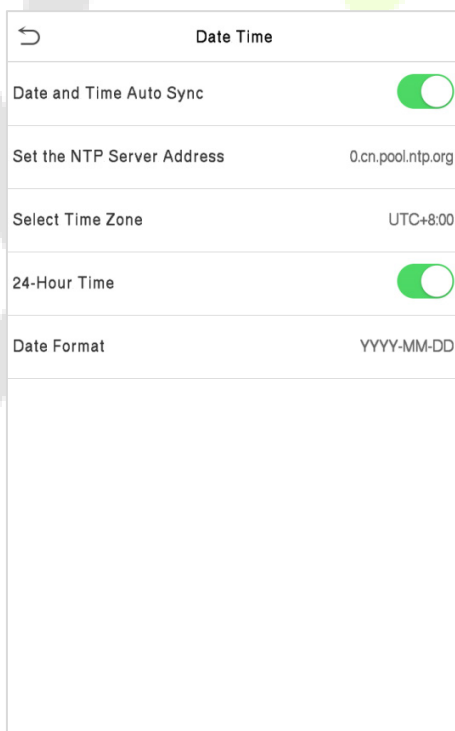 Date Time
Date and Time Auto Sync
Set the NTP Server Address 0.cn.pool.ntp.org
Select Time Zone UTC+8:00
24-Hour Time
Date Format YYYY-MM-DD